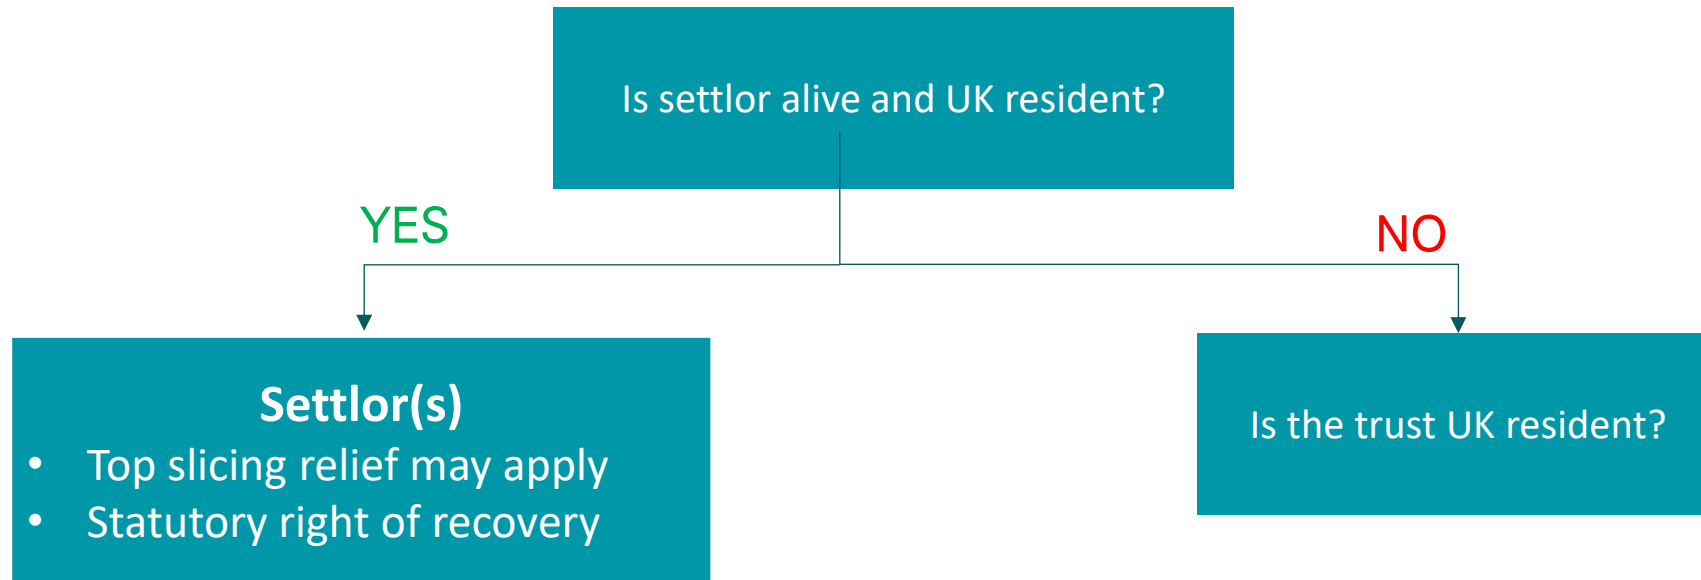 Is settlor alive and UK resident?
YES
NO
Settlor(s)
• Top slicing relief may apply
• Statutory right of recovery
Is the trust UK resident?